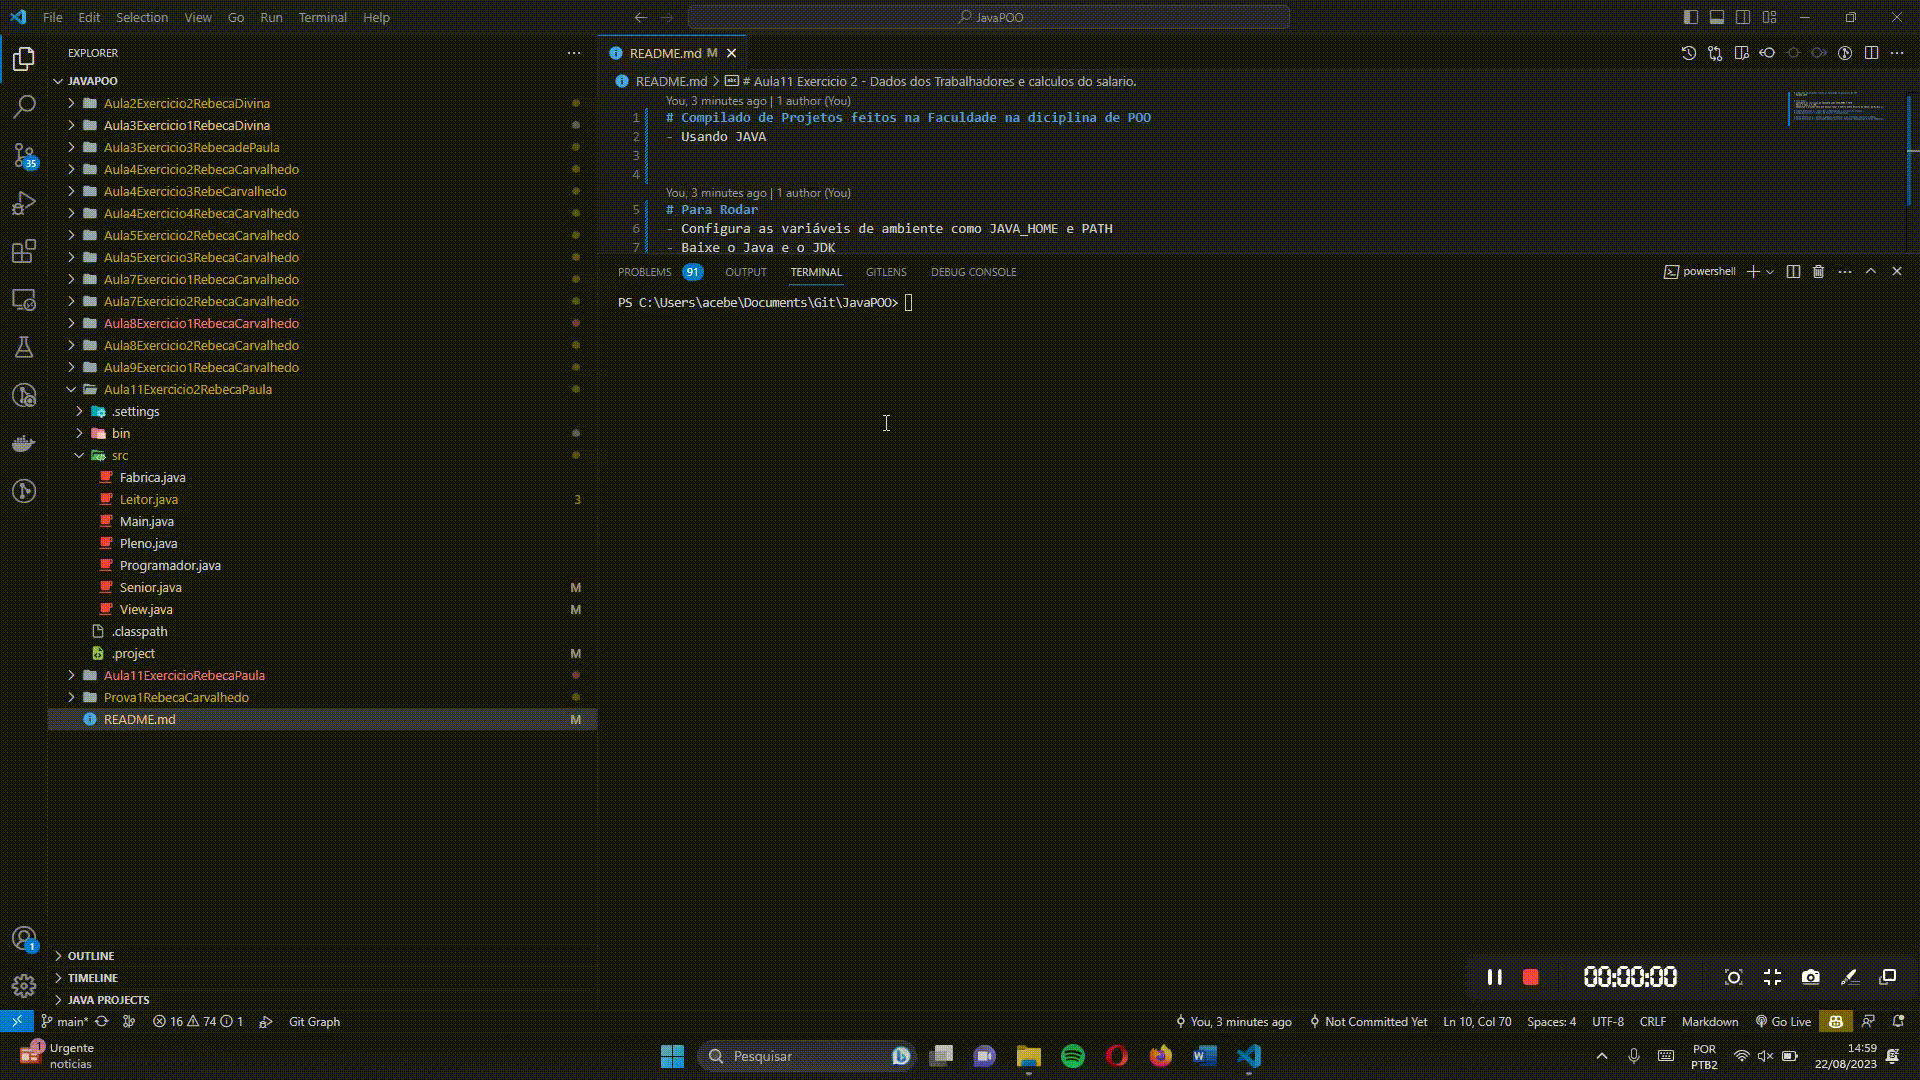 File Edit Selection View Go Run Terminal Help
JavaPOO
EXPLORER
JAVAPOO
Aula2Exercicio2RebecaDivina
Aula3Exercicio1RebecaDivina
Aula3Exercicio3RebecadePaula
Aula4Exercicio2RebecaCarvalhedo
Aula4Exercicio3RebeCarvalhedo
Aula4Exercicio4RebecaCarvalhedo
Aula5Exercicio2RebecaCarvalhedo
Aula5Exercicio3RebecaCarvalhedo
Aula7Exercicio1RebecaCarvalhedo
Aula7Exercicio2RebecaCarvalhedo
Aula8Exercicio1RebecaCarvalhedo
Aula8Exercicio2RebecaCarvalhedo
Aula9Exercicio1RebecaCarvalhedo
Aula11Exercicio2RebecaPaula
.settings
bin
src
Fabrica.java
Leitor.java 3
Main.java
Pleno.java
Programador.java
Senior.java M
View.java M
.classpath
.project M
Aula11ExercicioRebecaPaula
Prova1RebecaCarvalhedo
README.md M
OUTLINE
TIMELINE
JAVA PROJECTS
35
1
README.md M
README.md > # Aula11 Exercicio 2 - Dados dos Trabalhadores e calculos do salario.
You, 3 minutes ago | 1 author (You)
1 # Compilado de Projetos feitos na Faculdade na diciplina de POO
2 - Usando JAVA
3
4
You, 3 minutes ago | 1 author (You)
5 # Para Rodar
6 - Configura as variáveis de ambiente como JAVA_HOME e PATH
7 - Baixe o Java e o JDK
PROBLEMS 91 OUTPUT TERMINAL GITLENS DEBUG CONSOLE
powershell
PS C:\Users\acebe\Documents\Git\JavaPOO>
00:00:00
main* 16 74 1 Git Graph
You, 3 minutes ago Not Committed Yet Ln 10, Col 70 Spaces: 4 UTF-8 CRLF Markdown Go Live
1
Urgente
noticias
Pesquisar
POR
PTB2
14:59
22/08/2023